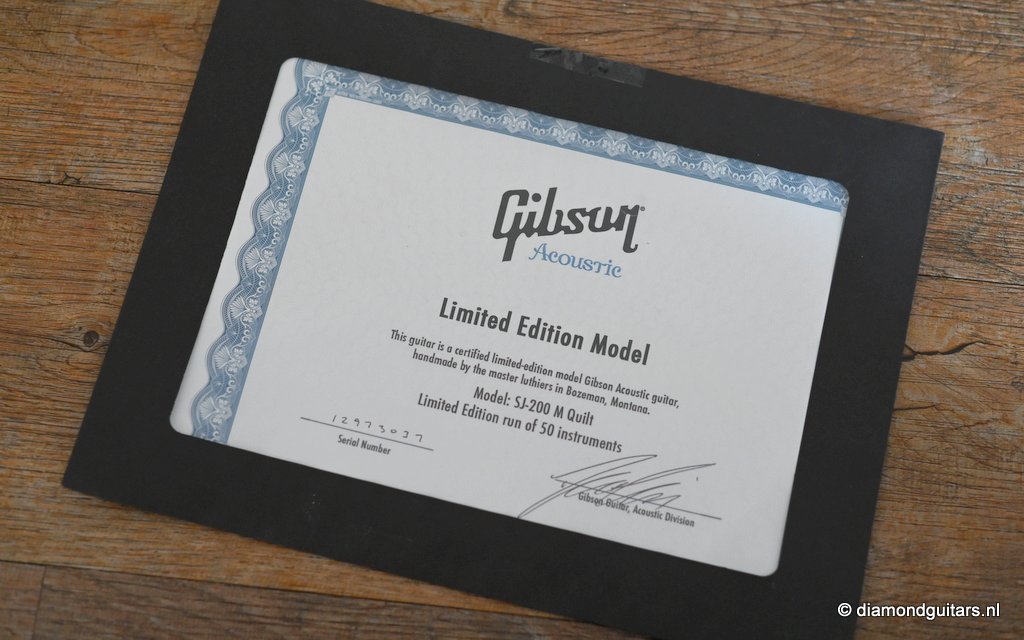 Gibson
Acoustic
Limited Edition Model
This guitar is a certified limited-edition model Gibson Acoustic guitar,
handmade by the master luthiers in Bozeman, Montana.
Model: SJ-200 M Quilt
Limited Edition run of 50 instruments
12973037
Serial Number
Gibson Guitar, Acoustic Division
© diamondguitars.nl